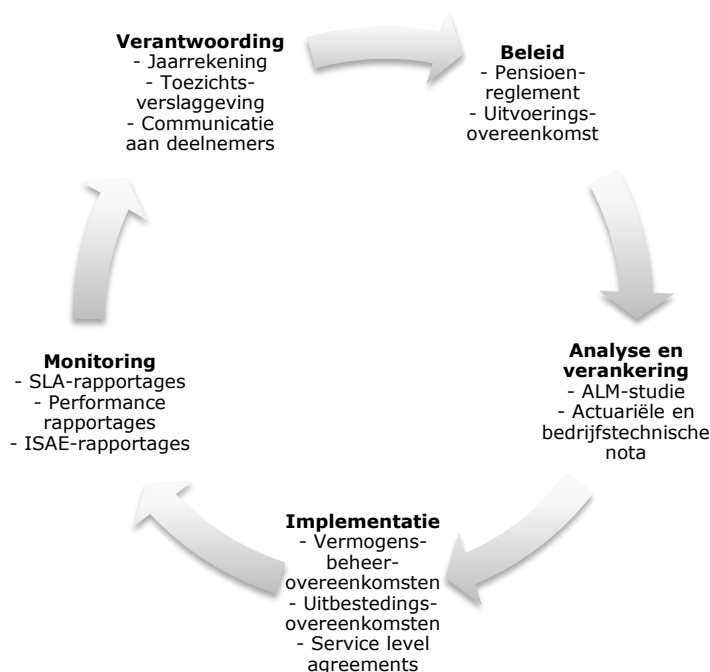 Verantwoording
- Jaarrekening
- Toezichts-
verslaggeving
- Communicatie
aan deelnemers
Beleid
- Pensioen-
reglement
- Uitvoerings-
overeenkomst
Analyse en
verankering
- ALM-studie
- Actuariële en
bedrijfstechnische
nota
Implementatie
- Vermogens-
beheer-
overeenkomsten
- Uitbestedings-
overeenkomsten
- Service level
agreements
Monitoring
- SLA-rapportages
- Performance
rapportages
- ISAE-rapportages